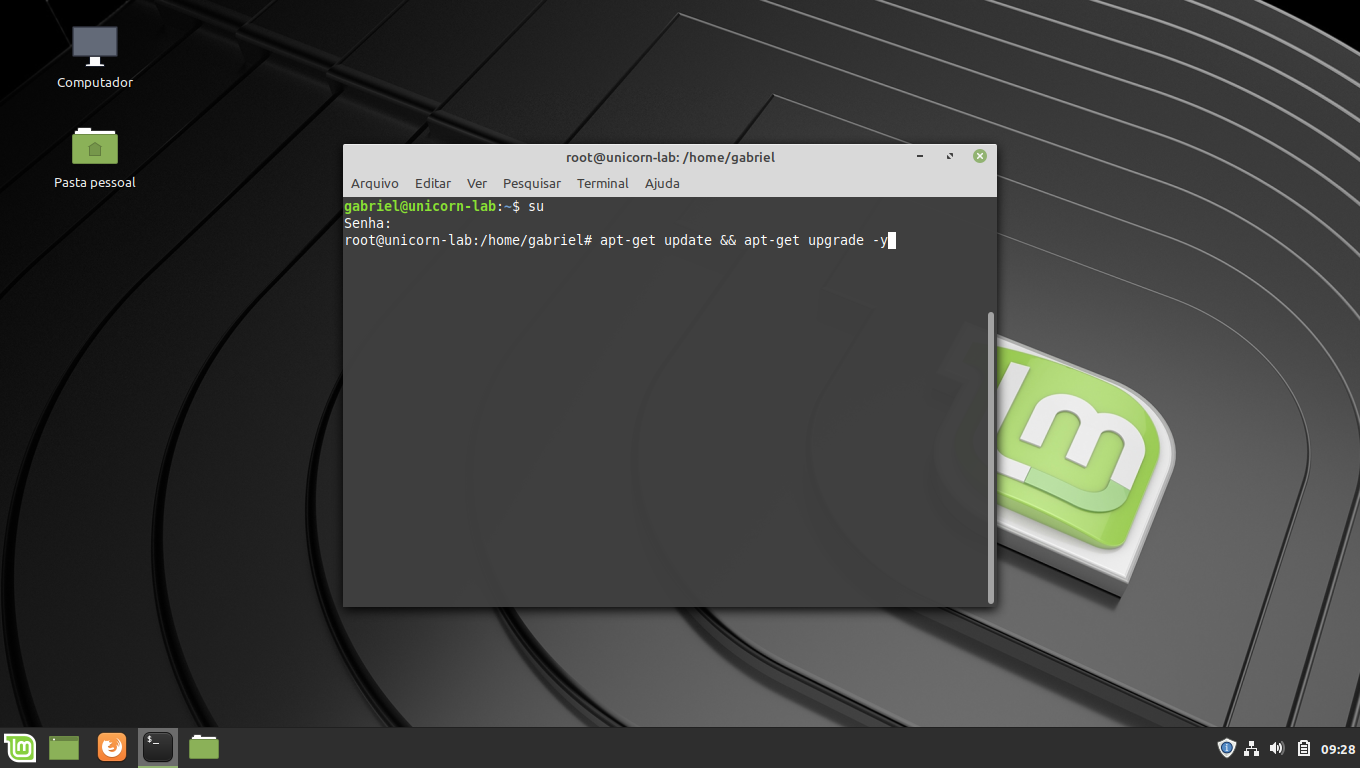 Computador
Pasta pessoal
root@unicorn-lab: /home/gabriel
Arquivo Editar Ver Pesquisar Terminal Ajuda
gabriel@unicorn-lab:~$ su
Senha:
root@unicorn-lab:/home/gabriel# apt-get update && apt-get upgrade -y
$_
09:28